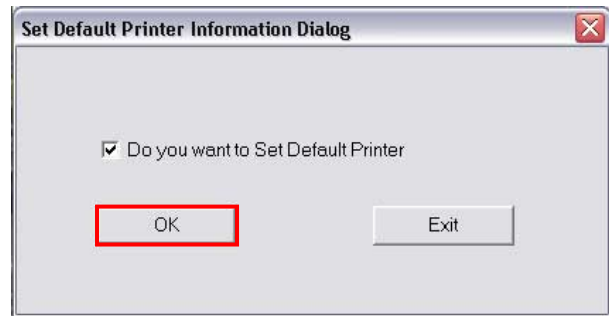 Set Default Printer Information Dialog
Do you want to Set Default Printer
OK
Exit